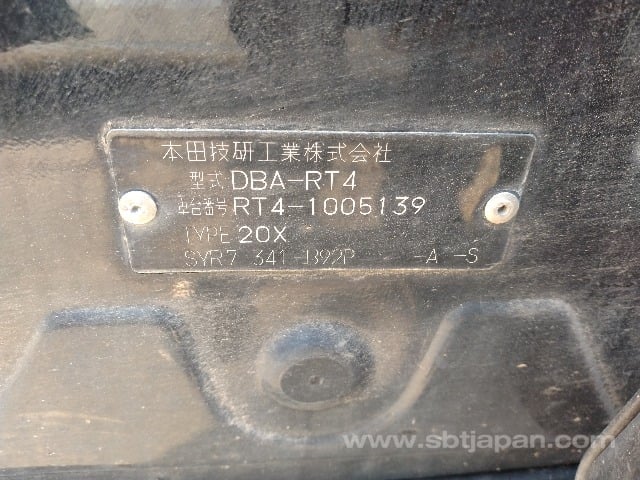 本田技研工業株式会社
型式 DBA-RT4
車台番号 RT4-1005139
TYPE 20X
SYR7 341 B92P -A -S
www.sbtjapan.com